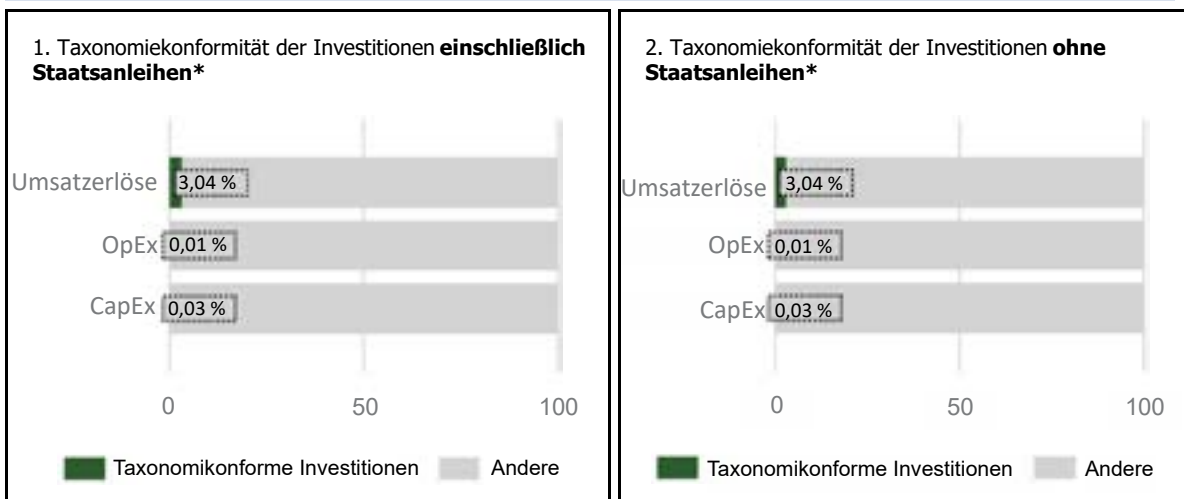 1. Taxonomiekonformität der Investitionen einschließlich
Staatsanleihen*
Umsatzerlöse 3,04 %
OpEx 0,01 %
CapEx 0,03 %
0 50 100
Taxonomikonforme Investitionen Andere
2. Taxonomiekonformität der Investitionen ohne
Staatsanleihen*
Umsatzerlöse 3,04 %
OpEx 0,01 %
CapEx 0,03 %
0 50 100
Taxonomikonforme Investitionen Andere